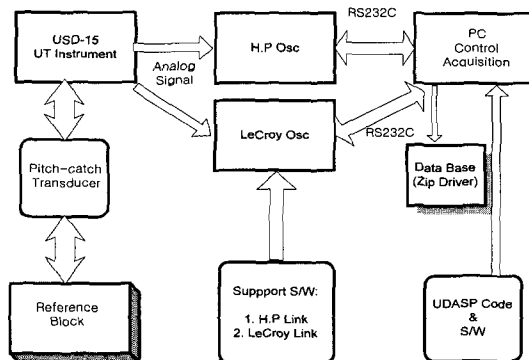 USD-15
UT Instrument
Analog
Signal
H.P Osc
RS232C
PC
Control
Acquisition
LeCroy Osc
RS232C
Pitch-catch
Transducer
Data Base
(Zip Driver)
Reference
Block
Suppport S/W:
1. H.P Link
2. LeCroy Link
UDASP Code
&
S/W